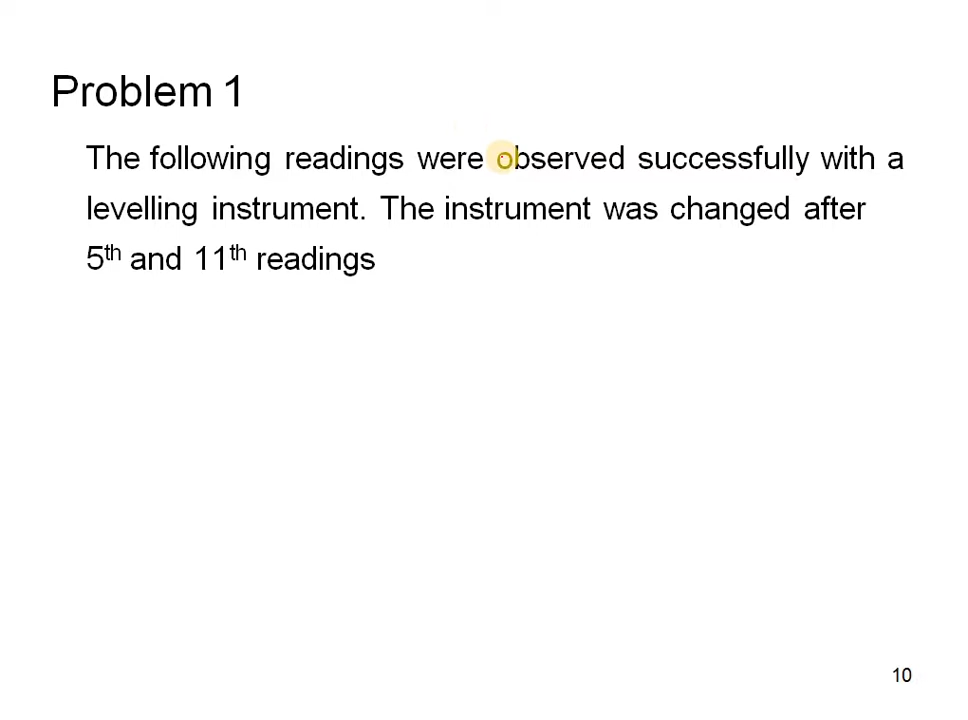 Problem 1
The following readings were observed successfully with a
levelling instrument. The instrument was changed after
5th and 11th readings
10